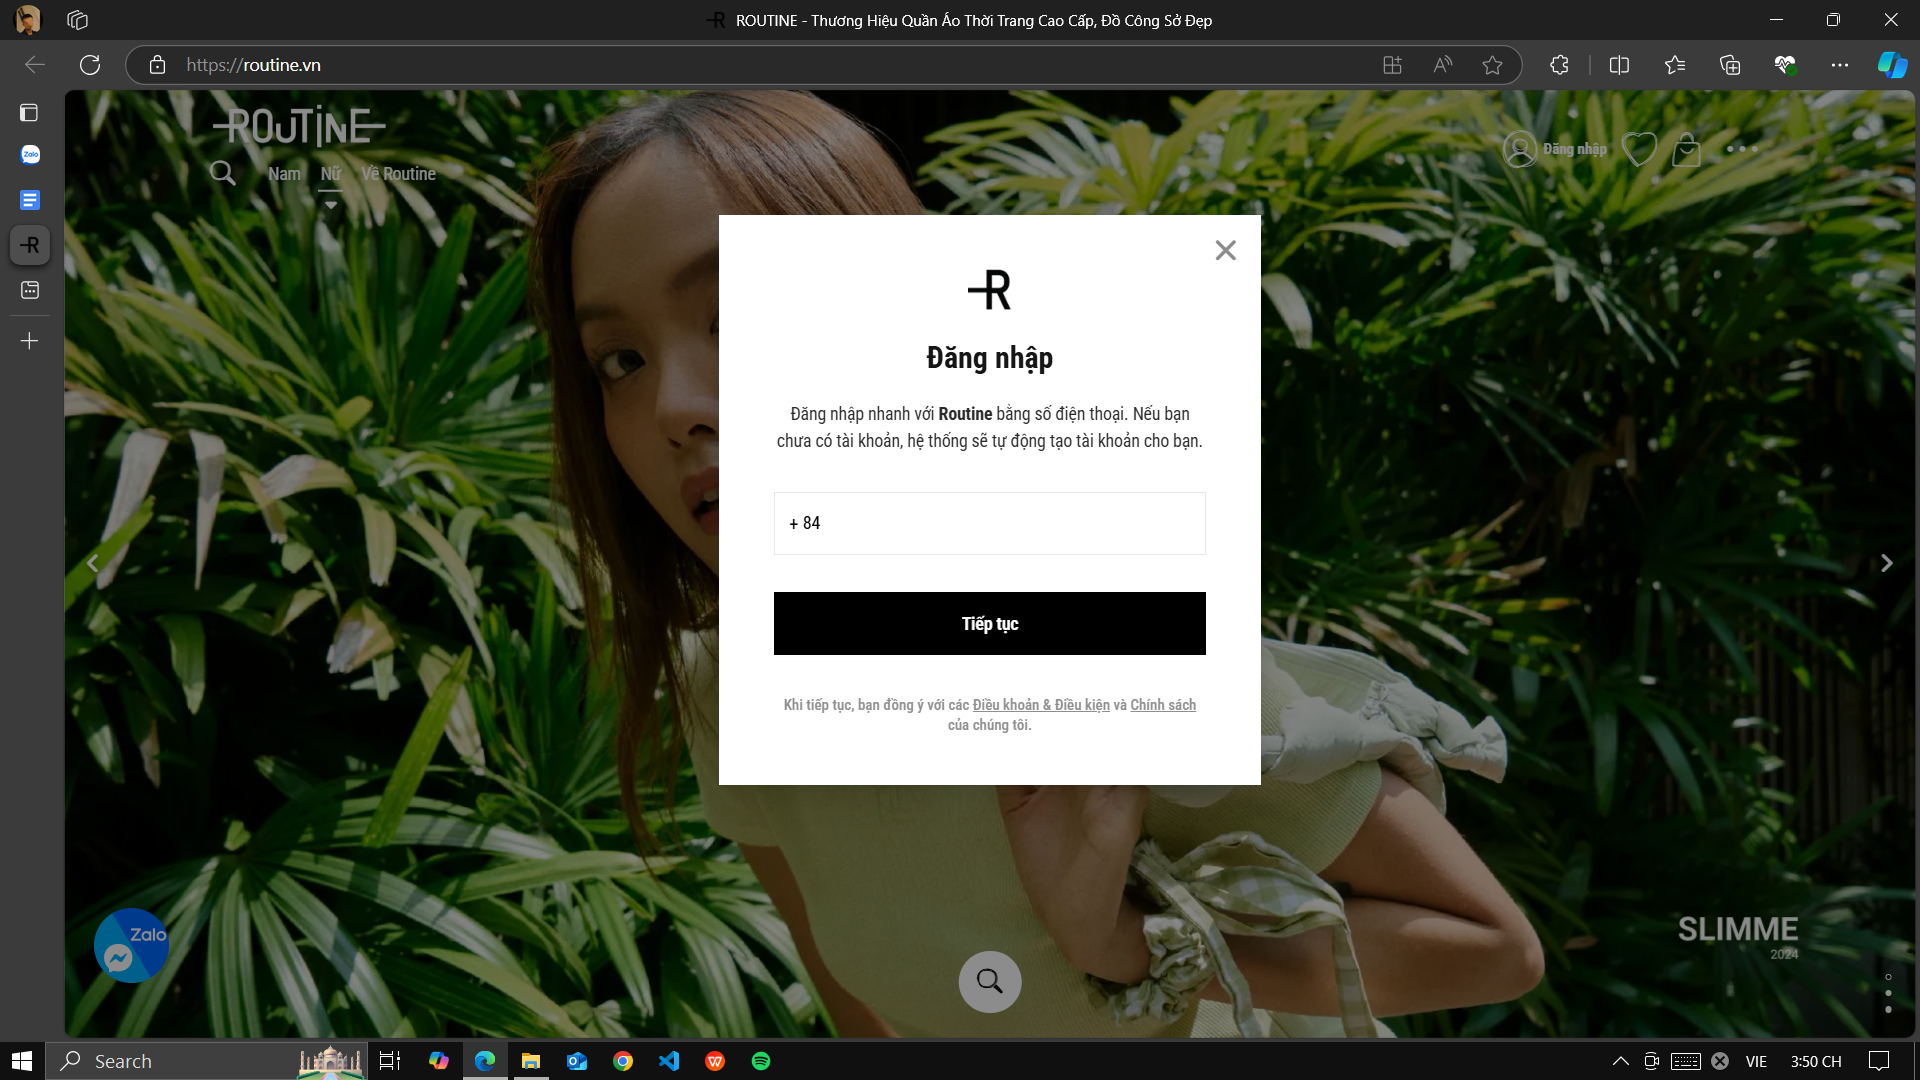 ROUTINE - Thương Hiệu Quần Áo Thời Trang Cao Cấp, Đồ Công Sở Đẹp
https://routine.vn
ROUTINE
Đăng nhập
Nam Nữ Về Routine
Zalo
R
R
Đăng nhập
Đăng nhập nhanh với Routine bằng số điện thoại. Nếu bạn
chưa có tài khoản, hệ thống sẽ tự động tạo tài khoản cho bạn.
+ 84
Tiếp tục
Khi tiếp tục, bạn đồng ý với các Điều khoản & Điều kiện và Chính sách
của chúng tôi.
Zalo
SLIMME
2024
Search
VIE
3:50 CH